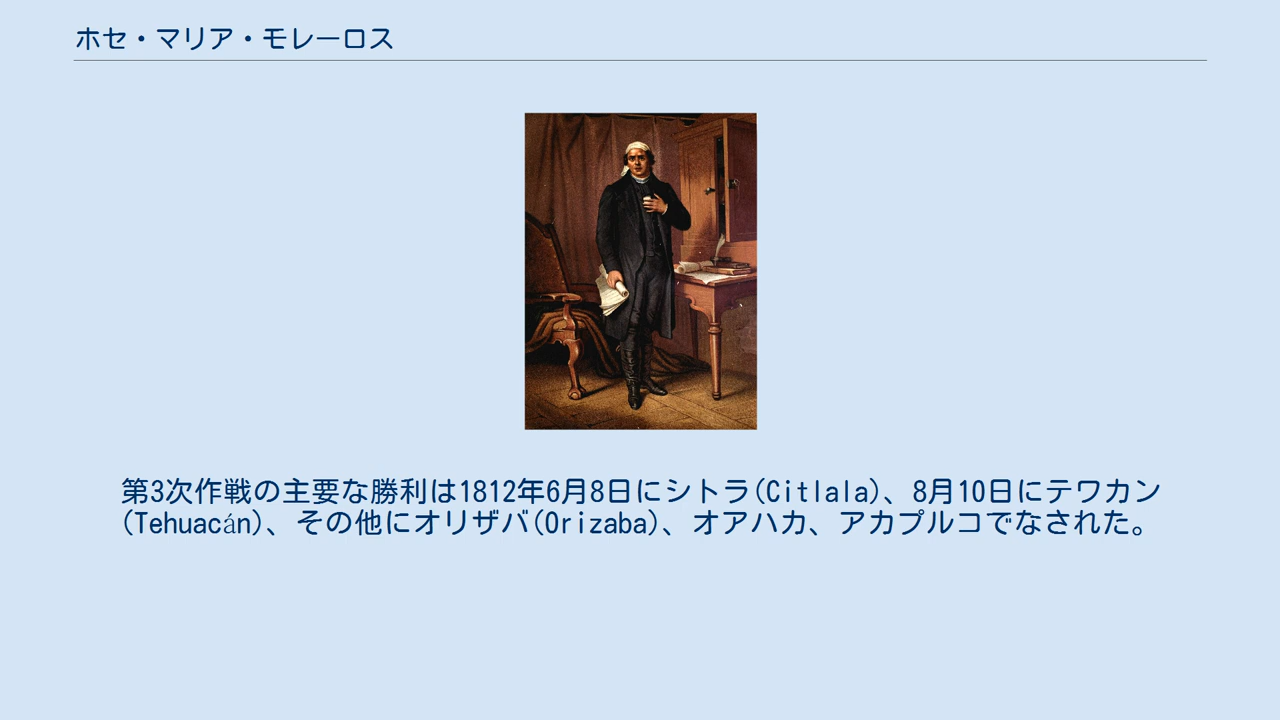 ホセ・マリア・モレーロス
第3次作戦の主要な勝利は1812年6月8日にシトラ(Citlala)、8月10日にテワカン
(Tehuacán)、その他にオリザバ(Orizaba)、オアハカ、アカプルコでなされた。